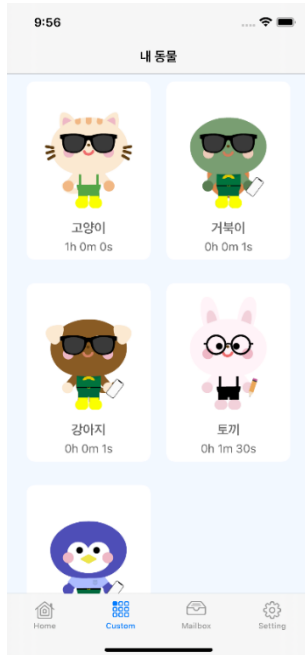 9:56
내 동물
고양이
1h 0m 0s
거북이
0h 0m 1s
강아지
0h 0m 1s
토끼
0h 1m 30s
Home
Custom
Mailbox
Setting